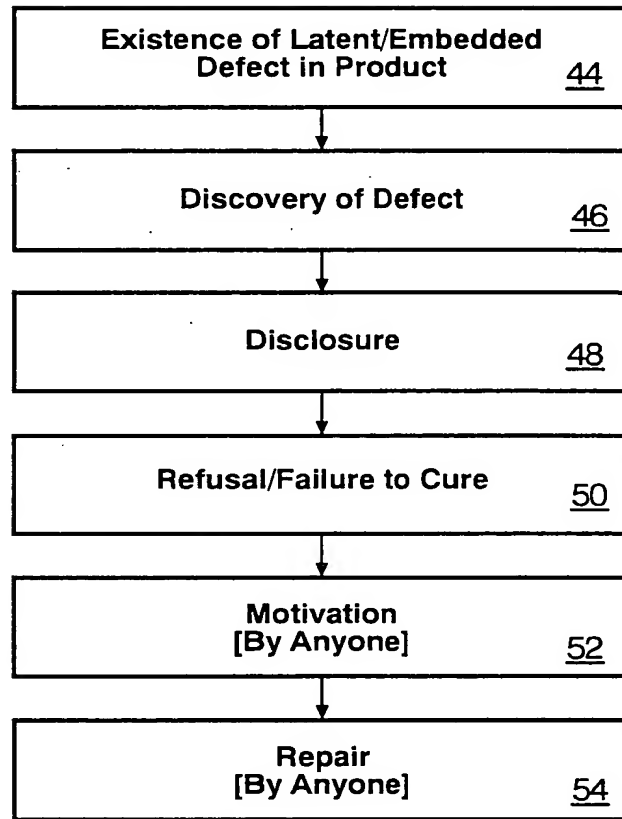 Existence of Latent/Embedded
Defect in Product
44
Discovery of Defect
46
Disclosure
48
Refusal/Failure to Cure
50
Motivation
[By Anyone]
52
Repair
[By Anyone]
54